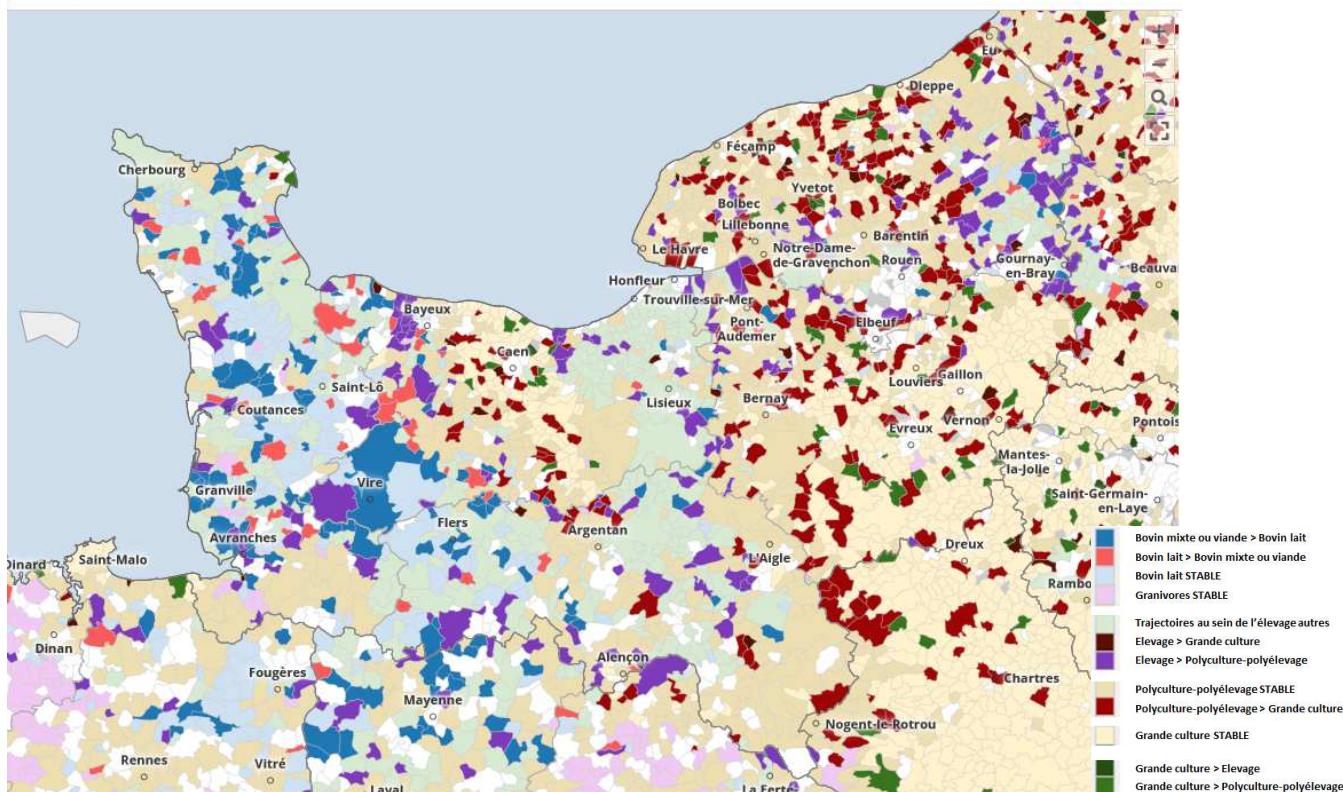 Eu
+
−
Dieppe
Fécamp
Cherbourg
Yvetot
Bolbec
Lillebonne
Barentin
Le Havre
Notre-Dame-
de-Gravenchon
Rouen
Gournay-
en-Bray
Honfleur
Trouville-sur-Mer
Bayeux
Pont-
Audemer
Elbeuf
Caen
Saint-Lô
Louviers
Gaillon
Lisieux
Coutances
Bernay
Vernon
Evreux
Mantes-
la-Jolie
Vire
Granville
Saint-Germain-
en-Laye
Flers
Argentan
Avranches
Dreux
L'Aigle
Saint-Malo
Dinard
Dinan
Fougères
Alençon
Chartres
Mayenne
Nogent-le-Rotrou
Rennes
Vitré
Laval
La Ferté
Bovin mixte ou viande > Bovin lait
Bovin lait > Bovin mixte ou viande
Bovin lait STABLE
Granivores STABLE
Trajectoires au sein de l'élevage autres
Elevage > Grande culture
Elevage > Polyculture-polyélevage
Polyculture-polyélevage STABLE
Polyculture-polyélevage > Grande culture
Grande culture STABLE
Grande culture > Elevage
Grande culture > Polyculture-polyélevage